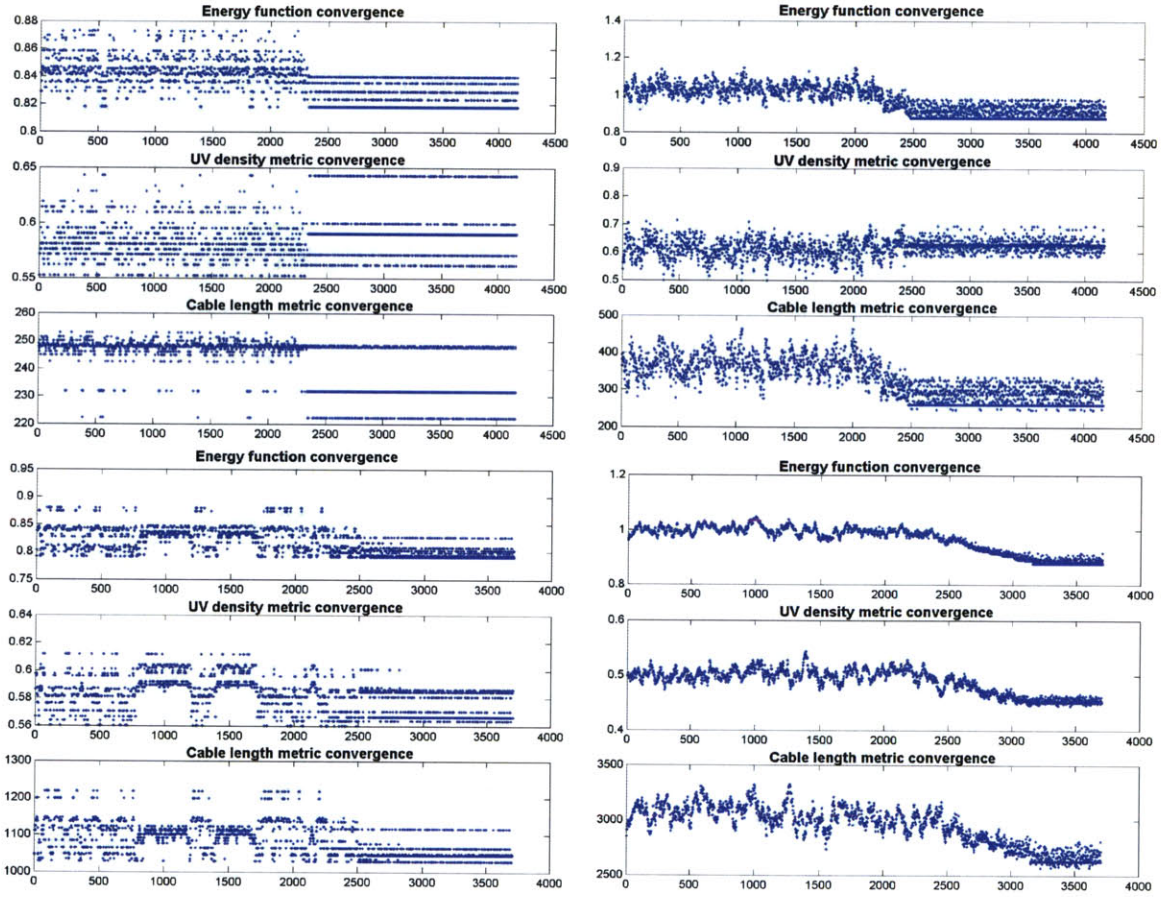 Energy function convergence
0.88
0.86
0.84
0.82
0.8
0 500 1000 1500 2000 2500 3000 3500 4000 4500
UV density metric convergence
0.65
0.6
0.55
0 500 1000 1500 2000 2500 3000 3500 4000 4500
Cable length metric convergence
260
250
240
230
220
0 500 1000 1500 2000 2500 3000 3500 4000 4500
Energy function convergence
0.95
0.9
0.85
0.8
0.75
0 500 1000 1500 2000 2500 3000 3500 4000
UV density metric convergence
0.64
0.62
0.6
0.58
0.56
0 500 1000 1500 2000 2500 3000 3500 4000
Cable length metric convergence
1300
1200
1100
1000
0 500 1000 1500 2000 2500 3000 3500 4000
Energy function convergence
1.4
1.2
1
0.8
0 500 1000 1500 2000 2500 3000 3500 4000 4500
UV density metric convergence
0.9
0.8
0.7
0.6
0.5
0 500 1000 1500 2000 2500 3000 3500 4000 4500
Cable length metric convergence
500
400
300
200
0 500 1000 1500 2000 2500 3000 3500 4000 4500
Energy function convergence
1.2
1
0.8
0 500 1000 1500 2000 2500 3000 3500 4000
UV density metric convergence
0.6
0.5
0.4
0 500 1000 1500 2000 2500 3000 3500 4000
Cable length metric convergence
3500
3000
2500
0 500 1000 1500 2000 2500 3000 3500 4000